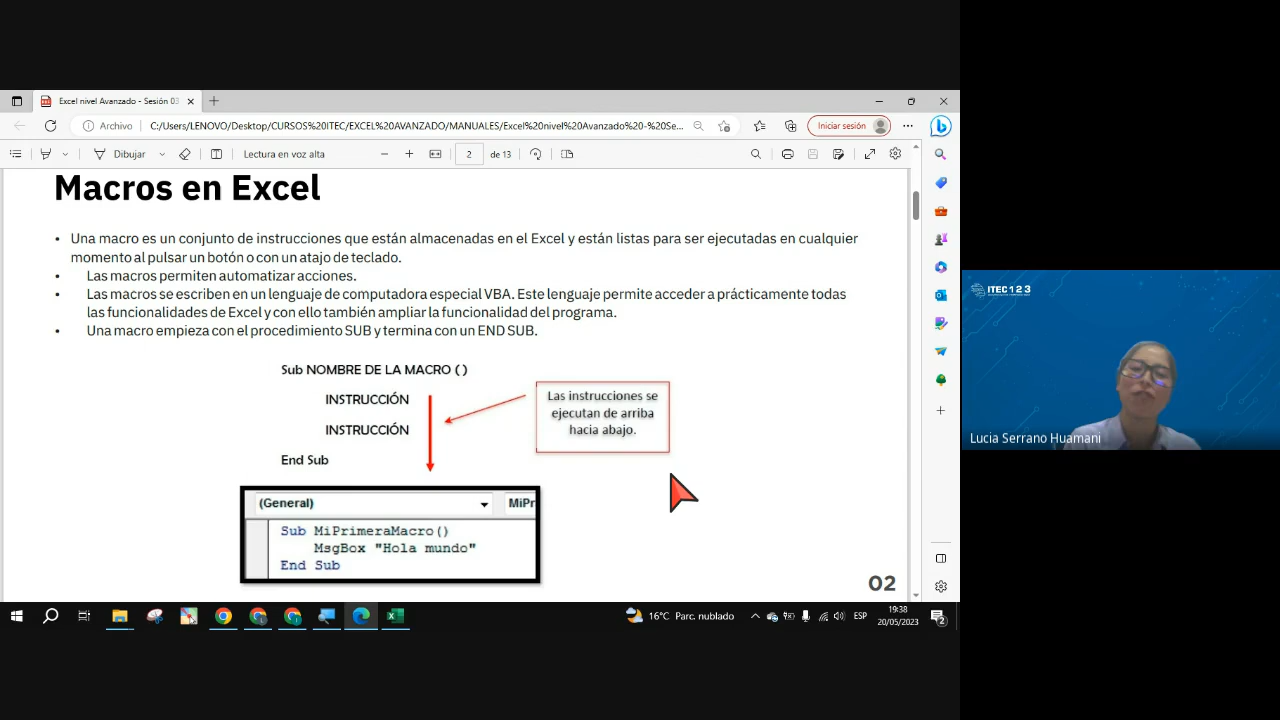 Excel nivel Avanzado - Sesión 03
Archivo
C:/Users/LENOVO/Desktop/CURSOS%20ITEC/EXCEL%20AVANZADO/MANUALES/Excel%20nivel%20Avanzado%20-%20Se...
Iniciar sesión
Dibujar
Lectura en voz alta
2
de 13
Macros en Excel
• Una macro es un conjunto de instrucciones que están almacenadas en el Excel y están listas para ser ejecutadas en cualquier
momento al pulsar un botón o con un atajo de teclado.
• Las macros permiten automatizar acciones.
• Las macros se escriben en un lenguaje de computadora especial VBA. Este lenguaje permite acceder a prácticamente todas
las funcionalidades de Excel y con ello también ampliar la funcionalidad del programa.
• Una macro empieza con el procedimiento SUB y termina con un END SUB.
Sub NOMBRE DE LA MACRO ( )
INSTRUCCIÓN
INSTRUCCIÓN
End Sub
Las instrucciones se
ejecutan de arriba
hacia abajo.
(General)
MiPr
Sub MiPrimeraMacro()
MsgBox "Hola mundo"
End Sub
02
ITEC 1 2 3
Lucia Serrano Huamani
16°C Parc. nublado
ESP
19:38
20/05/2023
2